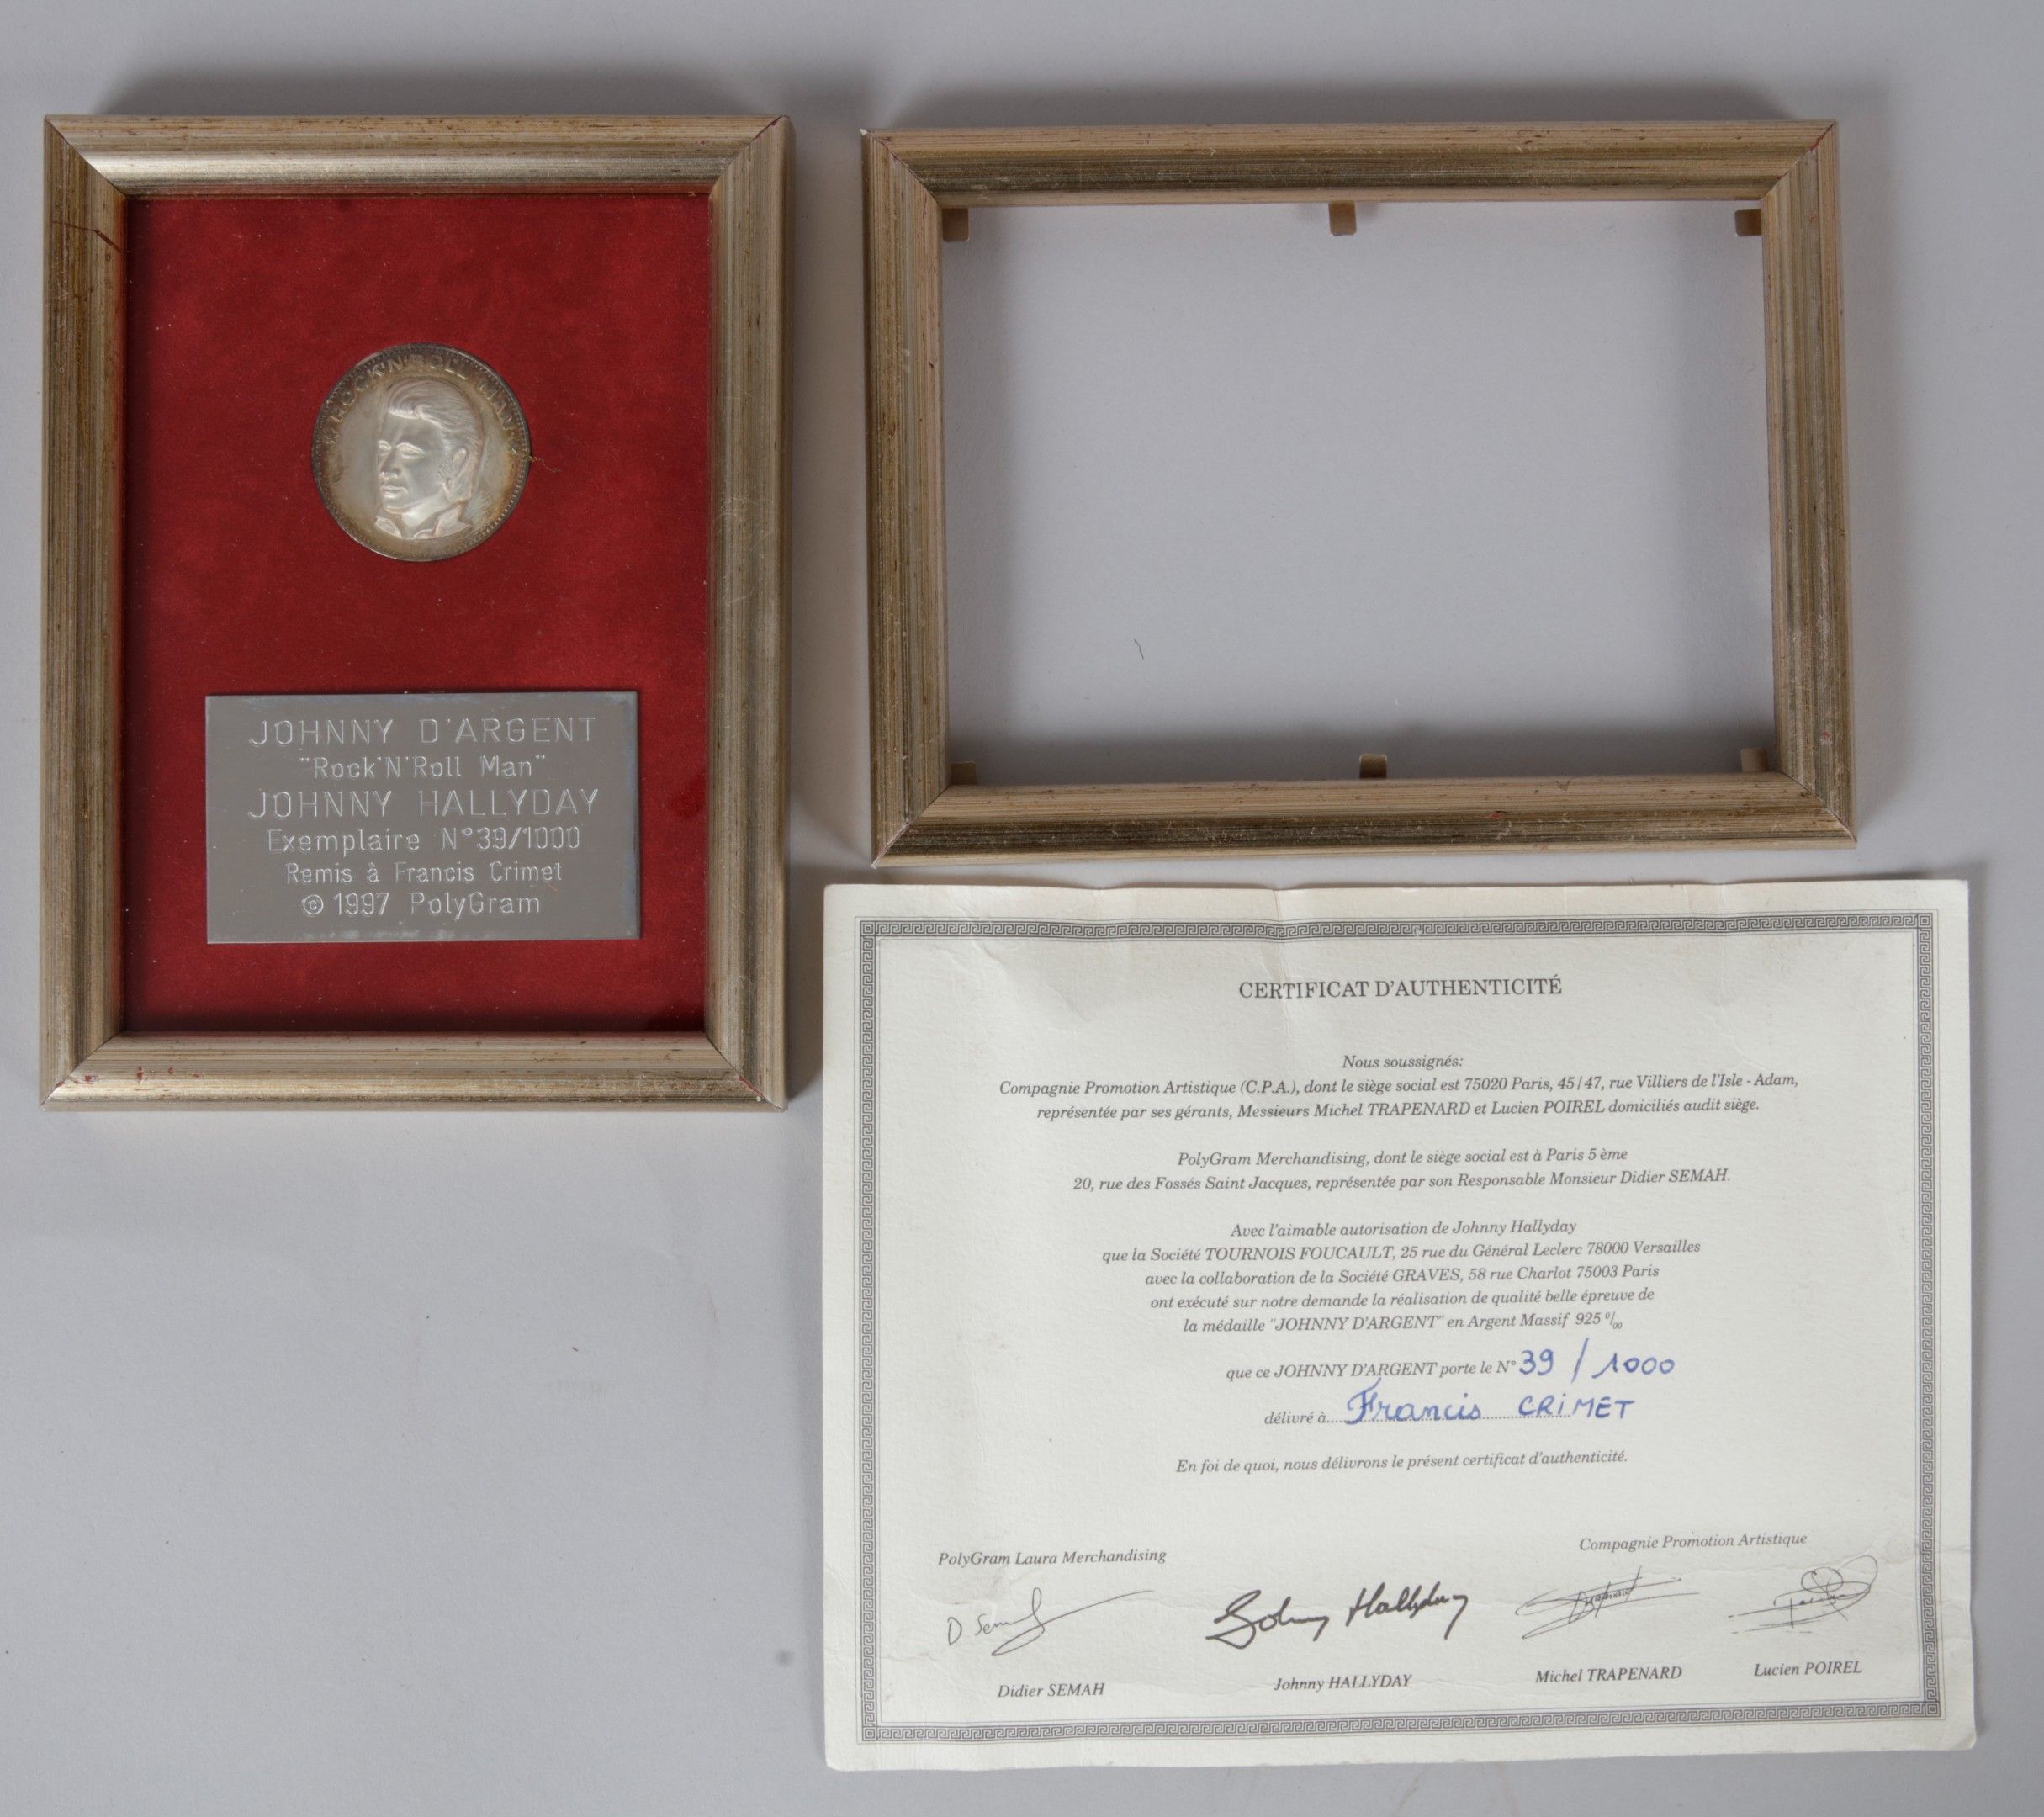 ROCK'N'ROLL MAN
JOHNNY D'ARGENT
"Rock'N'Roll Man"
JOHNNY HALLYDAY
Exemplaire N°39/1000
Remis à Francis Crimet
© 1997 PolyGram
CERTIFICAT D'AUTHENTICITÉ
Nous soussignés:
Compagnie Promotion Artistique (C.P.A.), dont le siège social est 75020 Paris, 45/47, rue Villiers de l'Isle - Adam,
représentée par ses gérants, Messieurs Michel TRAPENARD et Lucien POIREL domiciliés audit siège.
PolyGram Merchandising, dont le siège social est à Paris 5 ème
20, rue des Fossés Saint Jacques, représentée par son Responsable Monsieur Didier SEMAH.
Avec l'aimable autorisation de Johnny Hallyday
que la Société TOURNOIS FOUCAULT, 25 rue du Général Leclerc 78000 Versailles
avec la collaboration de la Société GRAVES, 58 rue Charlot 75003 Paris
ont exécuté sur notre demande la réalisation de qualité belle épreuve de
la médaille "JOHNNY D'ARGENT" en Argent Massif 925 0/00
que ce JOHNNY D'ARGENT porte le N° 39 / 1000
délivré à.... Francis CRIMET
En foi de quoi, nous délivrons le présent certificat d'authenticité.
PolyGram Laura Merchandising
Compagnie Promotion Artistique
D Semah Johnny Hallyday
Didier SEMAH
Johnny HALLYDAY
Michel TRAPENARD
Lucien POIREL